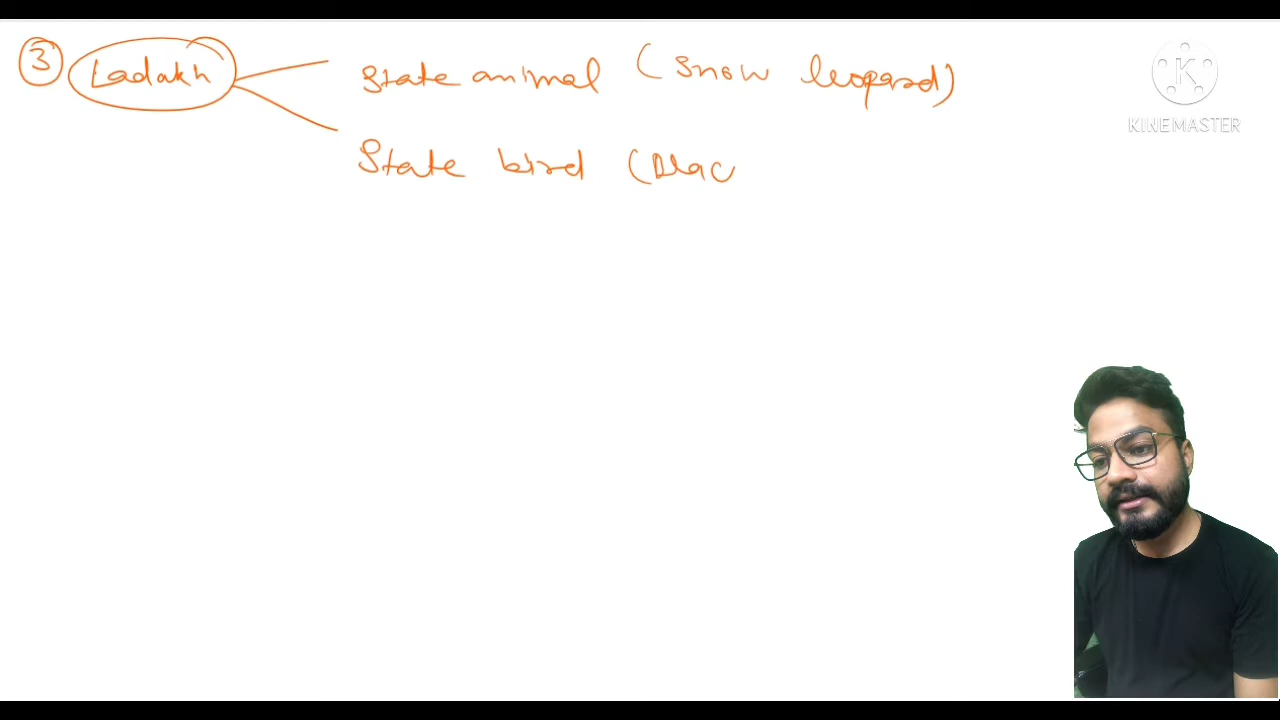 3 Ladakh State animal (Snow leopard)
State bird (Blac
K
KINEMASTER